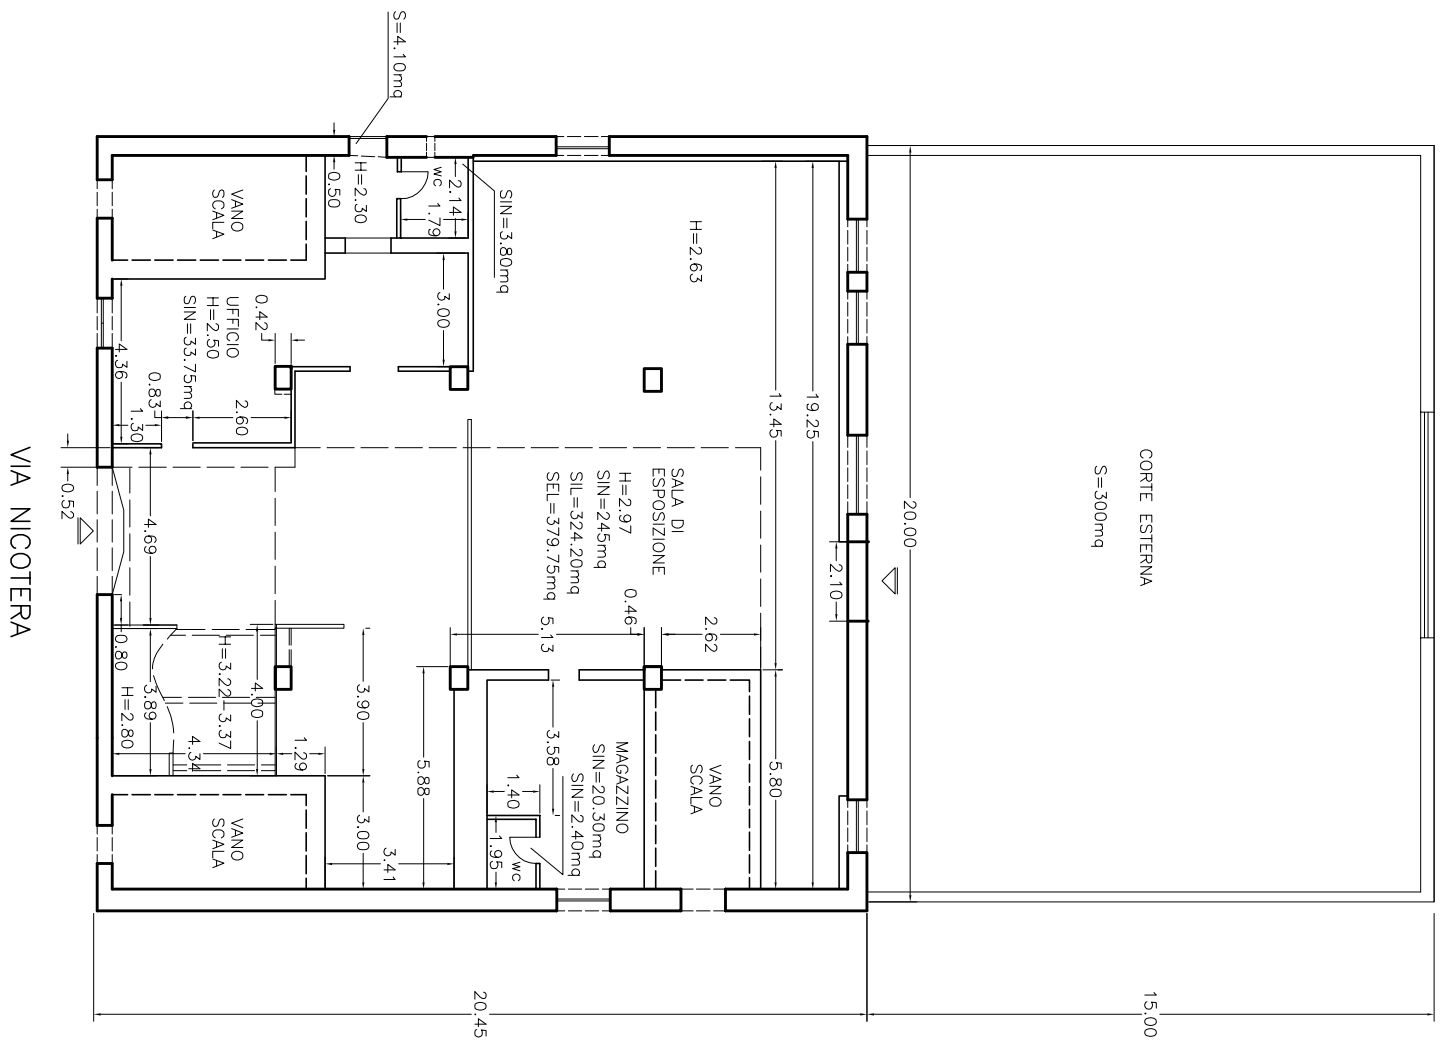 CORTE ESTERNA
S=300mq
20.00
15.00
20.45
2.10
19.25
13.45
5.80
H=2.63
SALA DI
ESPOSIZIONE
H=2.97
SIN=245mq
SIL=324.20mq
SEL=379.75mq
0.46
2.62
5.13
VANO
SCALA
MAGAZZINO
SIN=20.30mq
SIN=2.40mq
3.58
1.40
1.95
WC
5.88
3.41
SIN=3.80mq
2.14
WC
1.79
S=4.10mq
H=2.30
0.50
3.00
VANO
SCALA
UFFICIO
H=2.50
SIN=33.75mq
0.42
4.36
0.83
1.30
2.60
0.52
4.69
3.90
3.00
1.29
4.00
H=3.22-3.37
4.34
3.89
0.80
H=2.80
VANO
SCALA
VIA NICOTERA